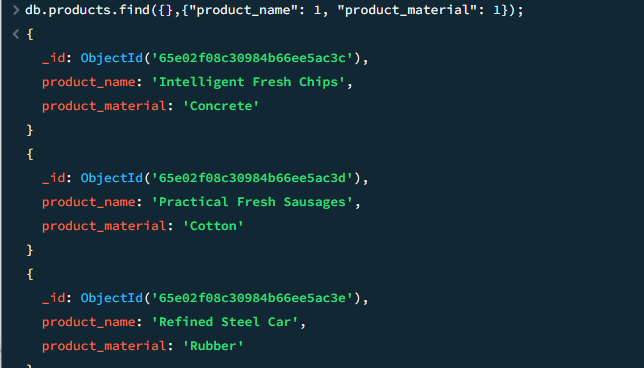 > db.products.find({},{"product_name": 1, "product_material": 1});
< {
_id: ObjectId('65e02f08c30984b66ee5ac3c'),
product_name: 'Intelligent Fresh Chips',
product_material: 'Concrete'
}
{
_id: ObjectId('65e02f08c30984b66ee5ac3d'),
product_name: 'Practical Fresh Sausages',
product_material: 'Cotton'
}
{
_id: ObjectId('65e02f08c30984b66ee5ac3e'),
product_name: 'Refined Steel Car',
product_material: 'Rubber'
}